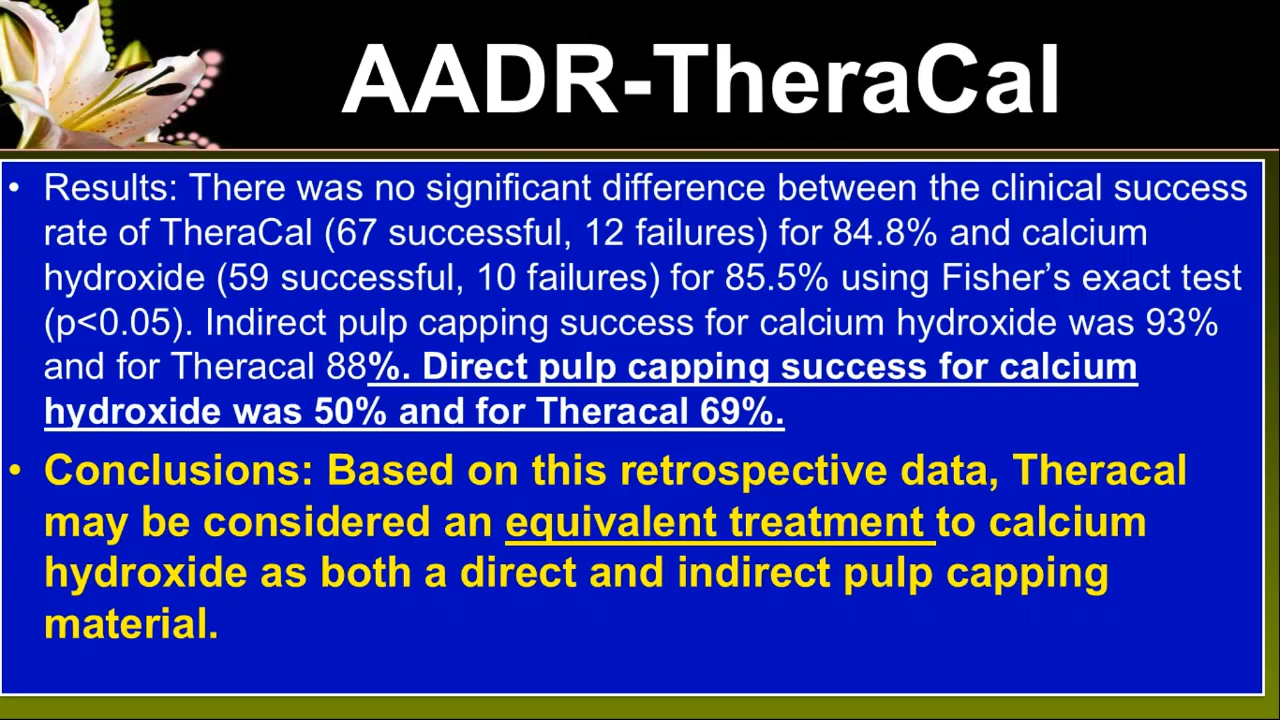 AADR-TheraCal
• Results: There was no significant difference between the clinical success
rate of TheraCal (67 successful, 12 failures) for 84.8% and calcium
hydroxide (59 successful, 10 failures) for 85.5% using Fisher’s exact test
(p<0.05). Indirect pulp capping success for calcium hydroxide was 93%
and for Theracal 88%. Direct pulp capping success for calcium
hydroxide was 50% and for Theracal 69%.
• Conclusions: Based on this retrospective data, Theracal
may be considered an equivalent treatment to calcium
hydroxide as both a direct and indirect pulp capping
material.